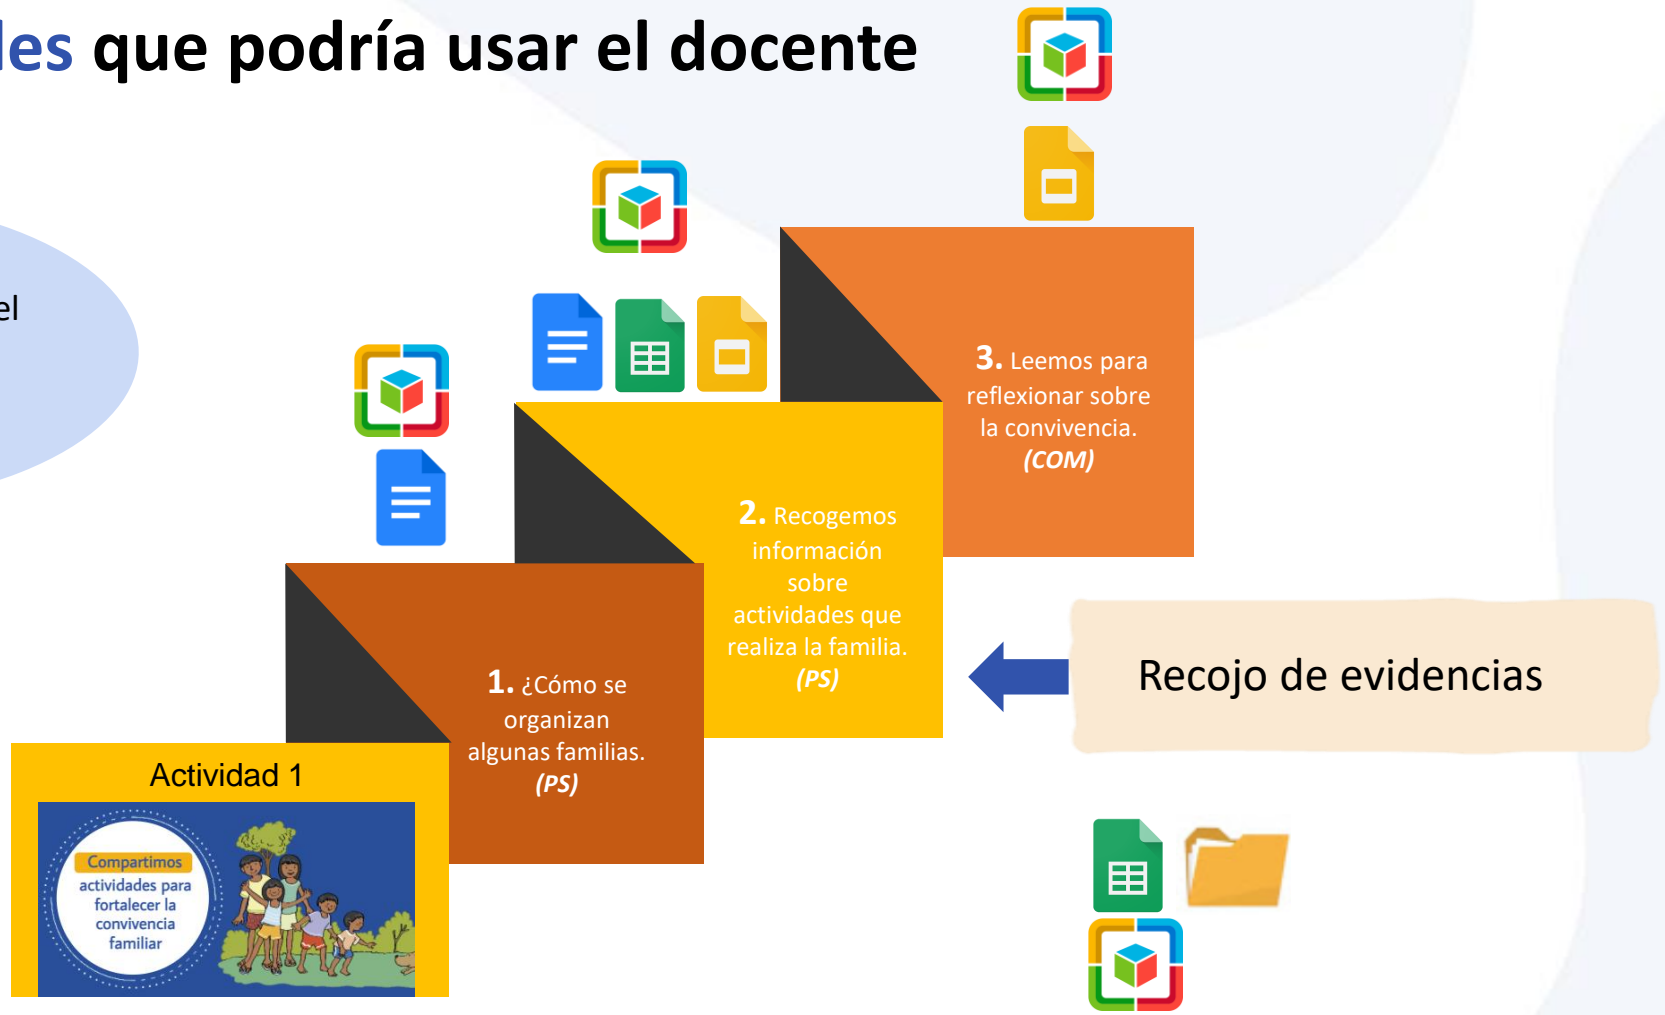 les que podría usar el docente
el
3. Leemos para
reflexionar sobre
la convivencia.
(COM)
2. Recogemos
información
sobre
actividades que
realiza la familia.
(PS)
Recojo de evidencias
1. ¿Cómo se
organizan
algunas familias.
(PS)
Actividad 1
Compartimos
actividades para
fortalecer la
convivencia
familiar